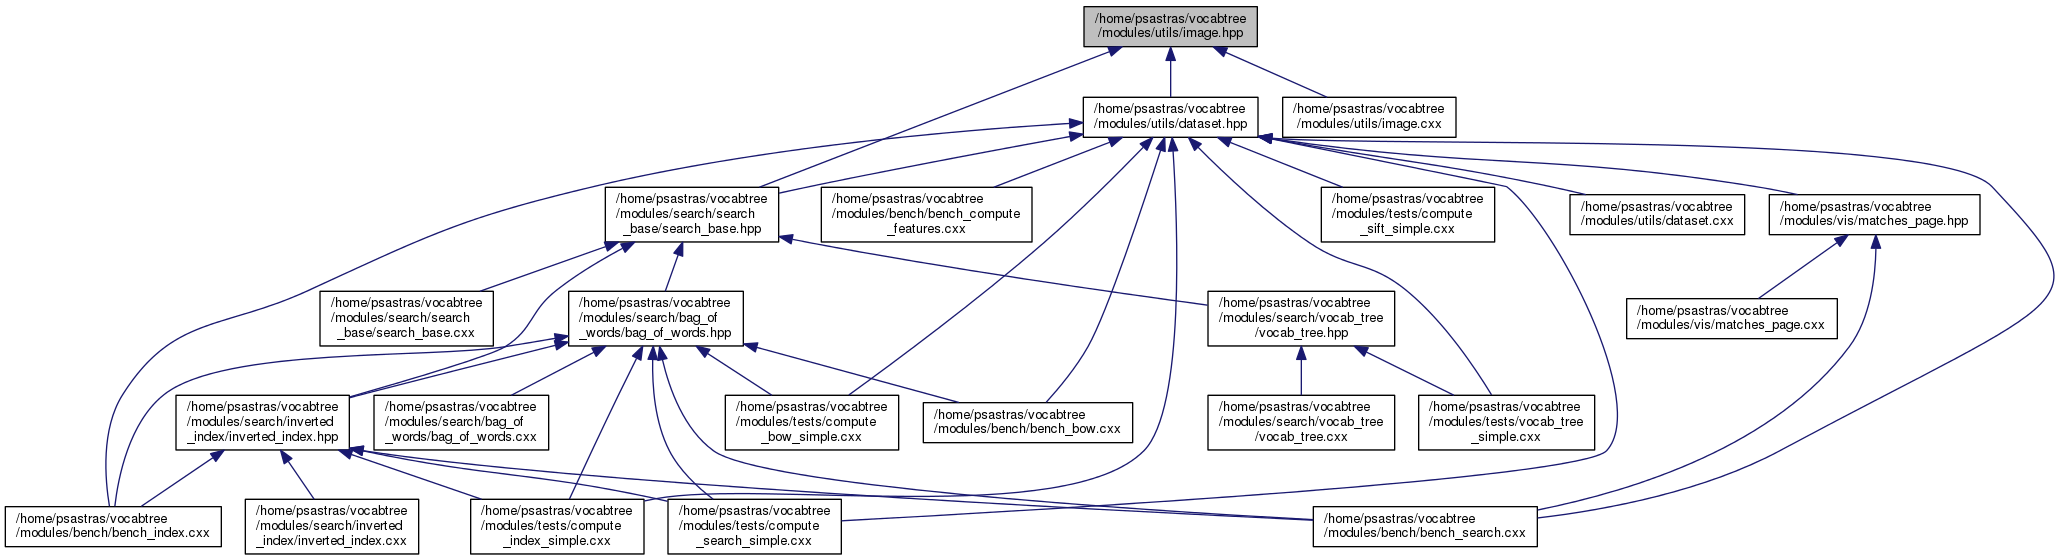 /home/psastras/vocabtree
/modules/utils/image.hpp
/home/psastras/vocabtree
/modules/utils/dataset.hpp
/home/psastras/vocabtree
/modules/utils/image.cxx
/home/psastras/vocabtree
/modules/search/search
_base/search_base.hpp
/home/psastras/vocabtree
/modules/bench/bench_compute
_features.cxx
/home/psastras/vocabtree
/modules/tests/compute
_sift_simple.cxx
/home/psastras/vocabtree
/modules/utils/dataset.cxx
/home/psastras/vocabtree
/modules/vis/matches_page.hpp
/home/psastras/vocabtree
/modules/search/search
_base/search_base.cxx
/home/psastras/vocabtree
/modules/search/bag_of
_words/bag_of_words.hpp
/home/psastras/vocabtree
/modules/search/vocab_tree
/vocab_tree.hpp
/home/psastras/vocabtree
/modules/vis/matches_page.cxx
/home/psastras/vocabtree
/modules/search/inverted
_index/inverted_index.hpp
/home/psastras/vocabtree
/modules/search/bag_of
_words/bag_of_words.cxx
/home/psastras/vocabtree
/modules/tests/compute
_bow_simple.cxx
/home/psastras/vocabtree
/modules/bench/bench_bow.cxx
/home/psastras/vocabtree
/modules/search/vocab_tree
/vocab_tree.cxx
/home/psastras/vocabtree
/modules/tests/vocab_tree
_simple.cxx
/home/psastras/vocabtree
/modules/bench/bench_index.cxx
/home/psastras/vocabtree
/modules/search/inverted
_index/inverted_index.cxx
/home/psastras/vocabtree
/modules/tests/compute
_index_simple.cxx
/home/psastras/vocabtree
/modules/tests/compute
_search_simple.cxx
/home/psastras/vocabtree
/modules/bench/bench_search.cxx